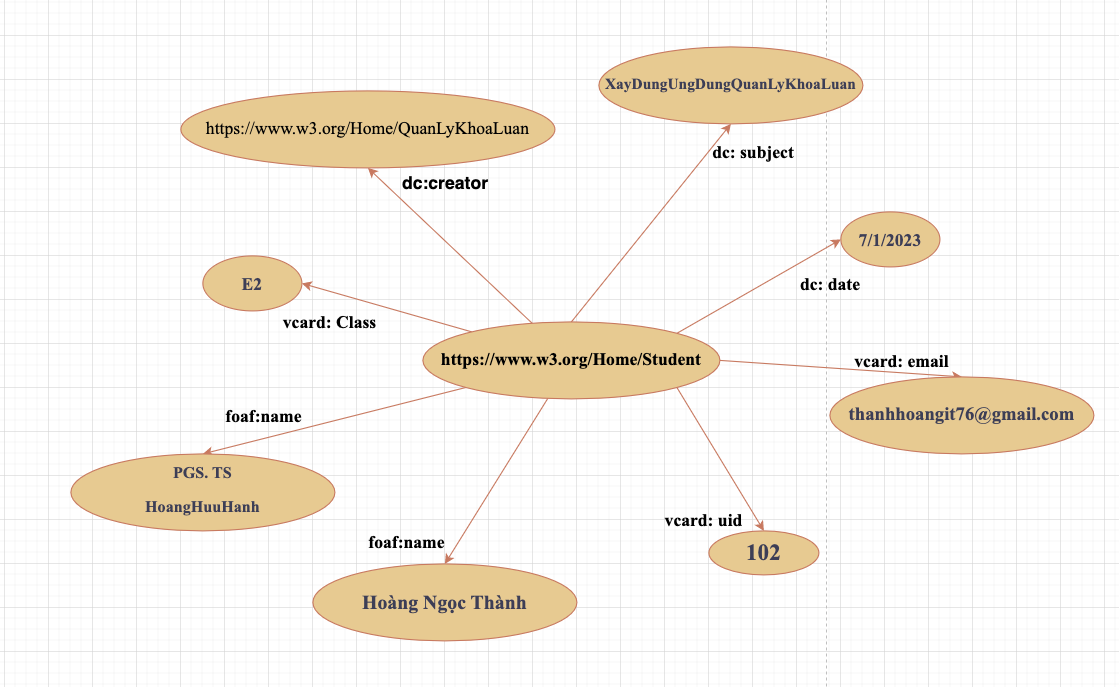 XayDungUngDungQuanLyKhoaLuan
https://www.w3.org/Home/QuanLyKhoaLuan
dc: subject
dc:creator
7/1/2023
E2
dc: date
vcard: Class
https://www.w3.org/Home/Student
vcard: email
thanhhoangit76@gmail.com
foaf:name
PGS. TS
HoangHuuHanh
vcard: uid
foaf:name
102
Hoàng Ngọc Thành